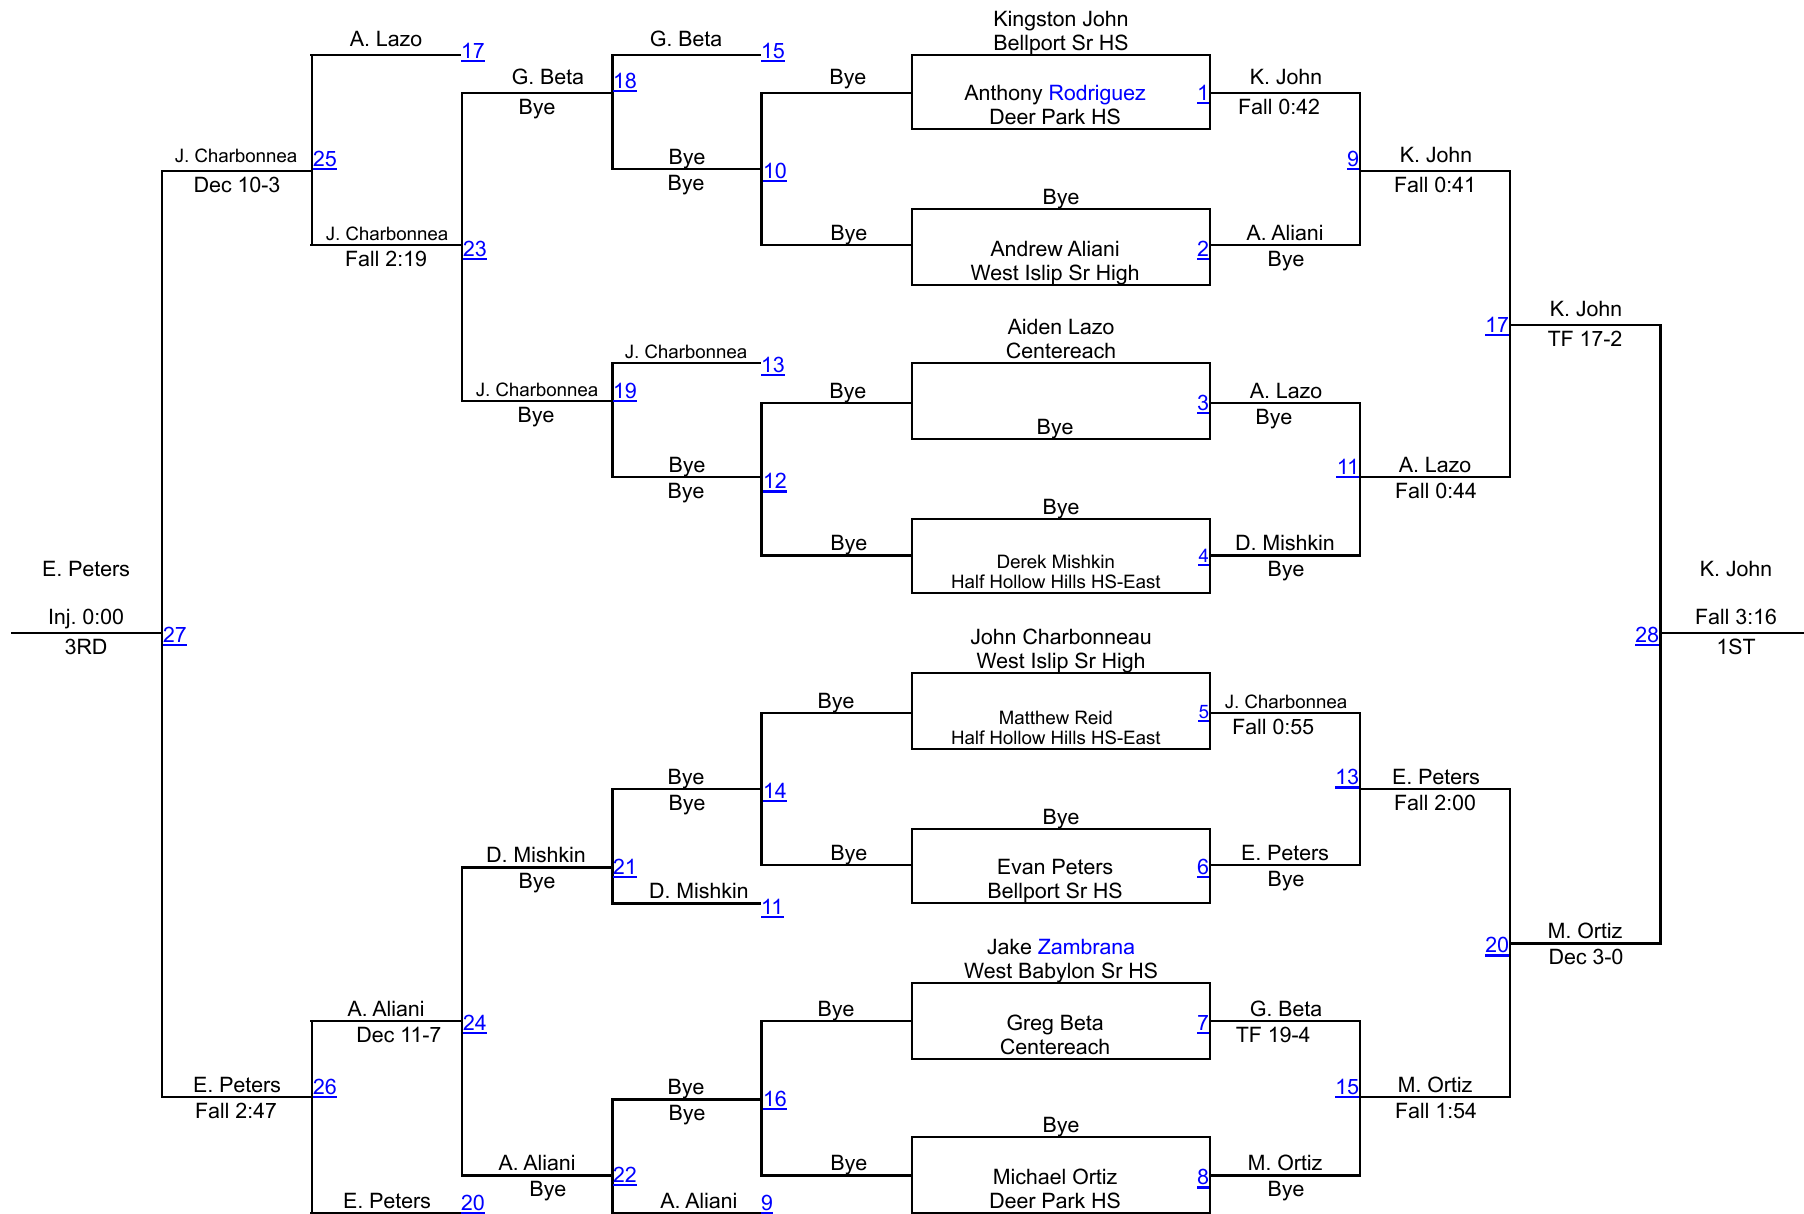 Kingston John
Bellport Sr HS
A. Lazo
17
G. Beta
15
G. Beta
18
Bye
Bye
Anthony Rodriguez
1
Deer Park HS
K. John
Fall 0:42
J. Charbonnea
25
Dec 10-3
Bye
10
Bye
9
K. John
Fall 0:41
Bye
J. Charbonnea
23
Fall 2:19
Bye
Andrew Aliani
2
West Islip Sr High
A. Aliani
Bye
Aiden Lazo
Centereach
17
K. John
TF 17-2
J. Charbonnea
13
J. Charbonnea
19
Bye
Bye
3
Bye
A. Lazo
Bye
Bye
12
Bye
11
A. Lazo
Fall 0:44
Bye
Bye
Derek Mishkin
4
Half Hollow Hills HS-East
D. Mishkin
Bye
E. Peters
Inj. 0:00
27
3RD
K. John
Fall 3:16
28
1ST
John Charbonneau
West Islip Sr High
Bye
Matthew Reid
5
Half Hollow Hills HS-East
J. Charbonnea
Fall 0:55
Bye
14
Bye
13
E. Peters
Fall 2:00
Bye
D. Mishkin
21
Bye
D. Mishkin
11
Bye
Evan Peters
6
Bellport Sr HS
E. Peters
Bye
Jake Zambrana
West Babylon Sr HS
20
M. Ortiz
Dec 3-0
A. Aliani
24
Dec 11-7
Bye
Greg Beta
7
Centereach
G. Beta
TF 19-4
E. Peters
26
Fall 2:47
Bye
16
Bye
15
M. Ortiz
Fall 1:54
Bye
A. Aliani
22
Bye
Bye
Michael Ortiz
8
Deer Park HS
M. Ortiz
Bye
E. Peters
20
A. Aliani
9